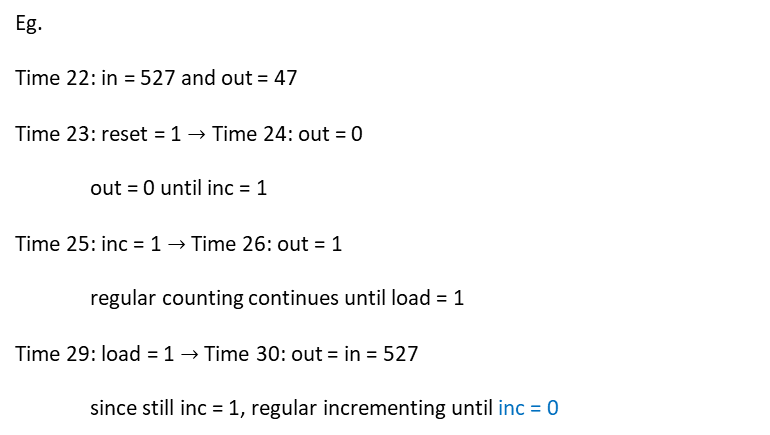 Eg.
Time 22: in = 527 and out = 47
Time 23: reset = 1 → Time 24: out = 0
out = 0 until inc = 1
Time 25: inc = 1 → Time 26: out = 1
regular counting continues until load = 1
Time 29: load = 1 → Time 30: out = in = 527
since still inc = 1, regular incrementing until inc = 0